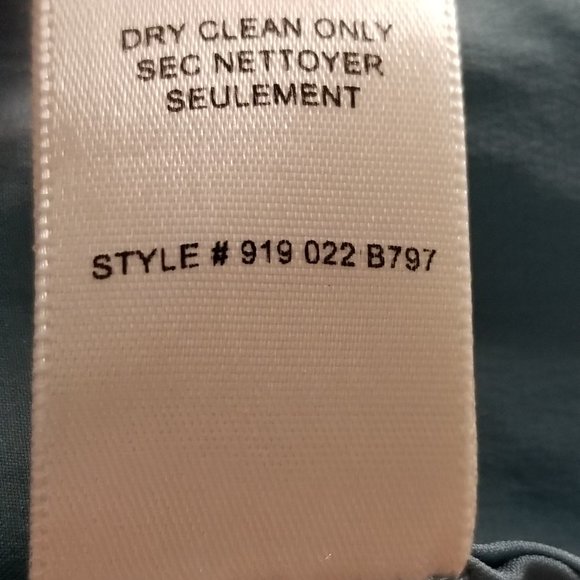 DRY CLEAN ONLY
SEC NETTOYER
SEULEMENT
STYLE # 919 022 B797